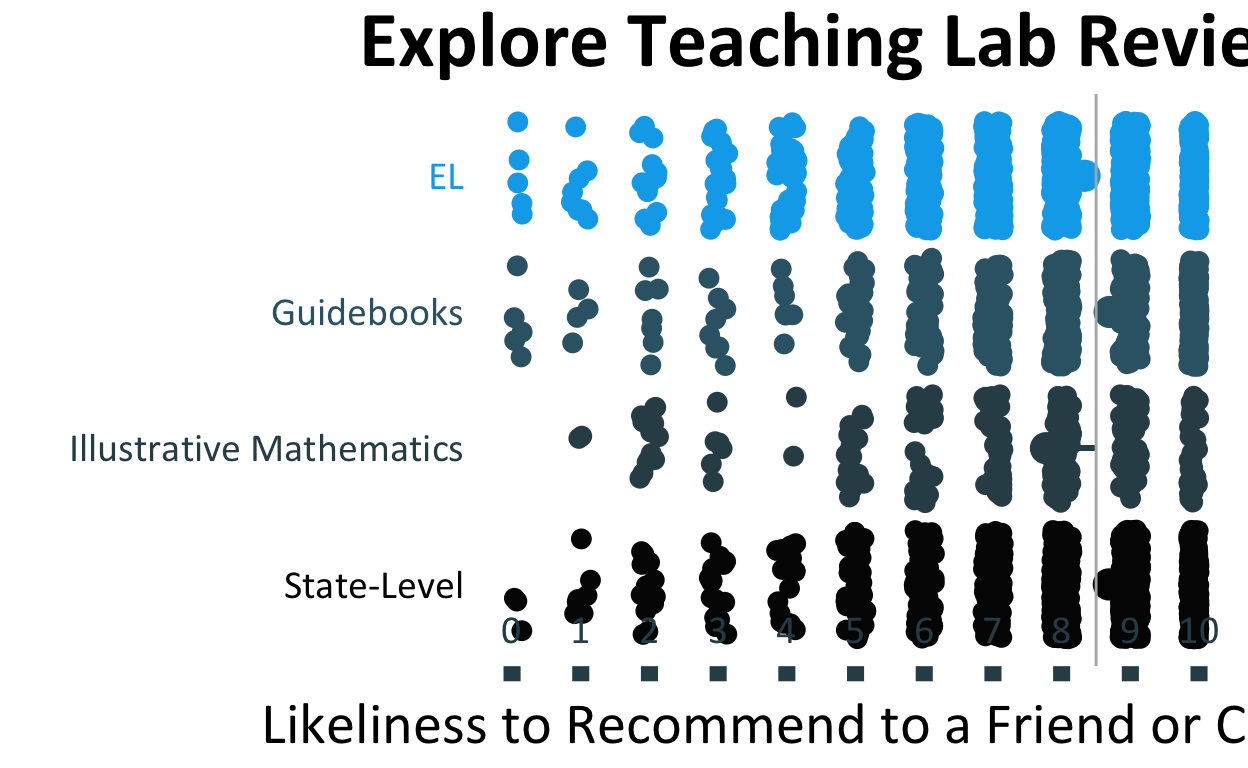 Explore Teaching Lab Revie
EL
Guidebooks
Illustrative Mathematics
State-Level
0 1 2 3 4 5 6 7 8 9 10
Likeliness to Recommend to a Friend or C